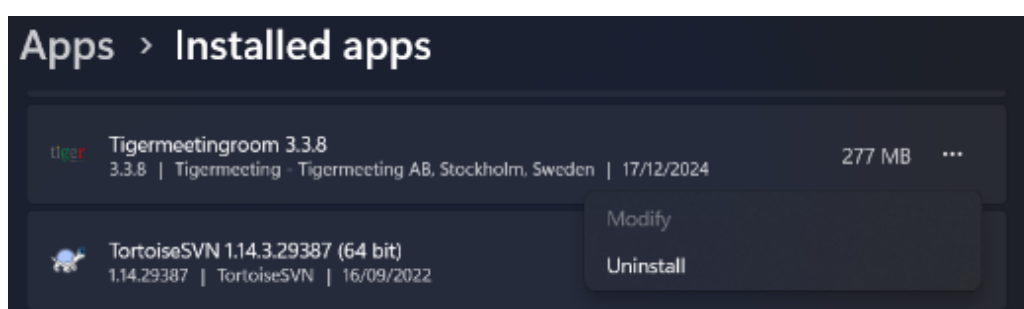 Apps > Installed apps
tiger
Tigermeetingroom 3.3.8
3.3.8 | Tigermeeting - Tigermeeting AB, Stockholm, Sweden | 17/12/2024
277 MB ...
Modify
TortoiseSVN 1.14.3.29387 (64 bit)
1.14.29387 | TortoiseSVN | 16/09/2022
Uninstall